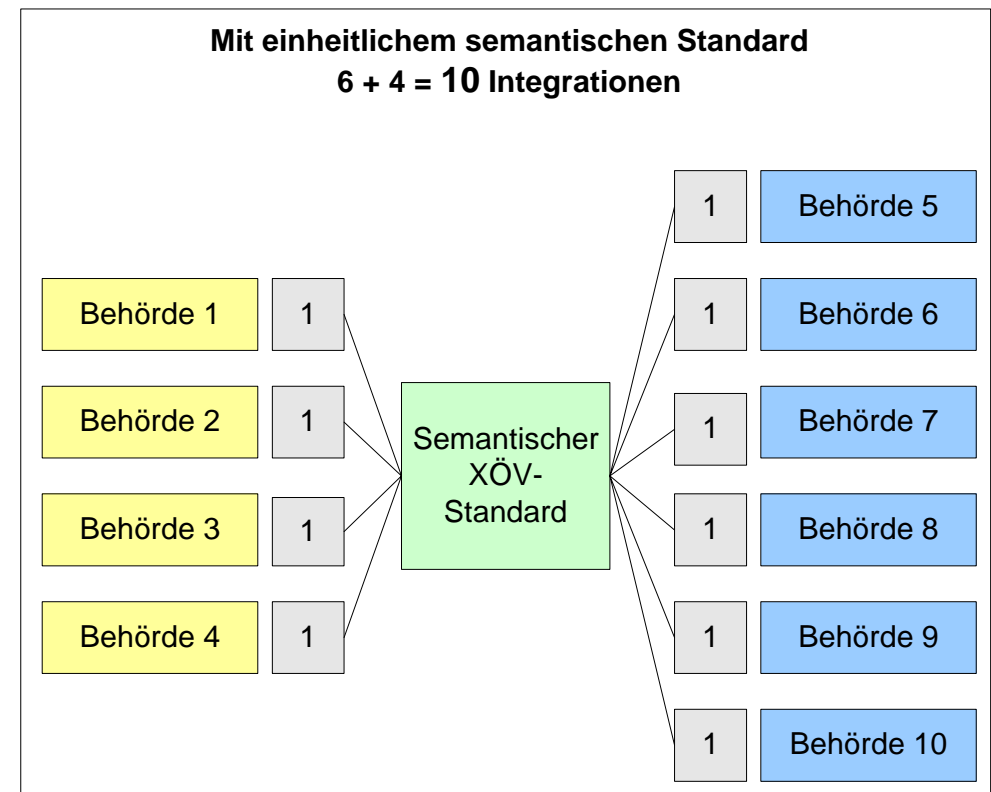 Mit einheitlichem semantischen Standard
6 + 4 = 10 Integrationen
Behörde 1
1
Behörde 2
1
Behörde 3
1
Behörde 4
1
Semantischer
XÖV-
Standard
1
Behörde 5
1
Behörde 6
1
Behörde 7
1
Behörde 8
1
Behörde 9
1
Behörde 10